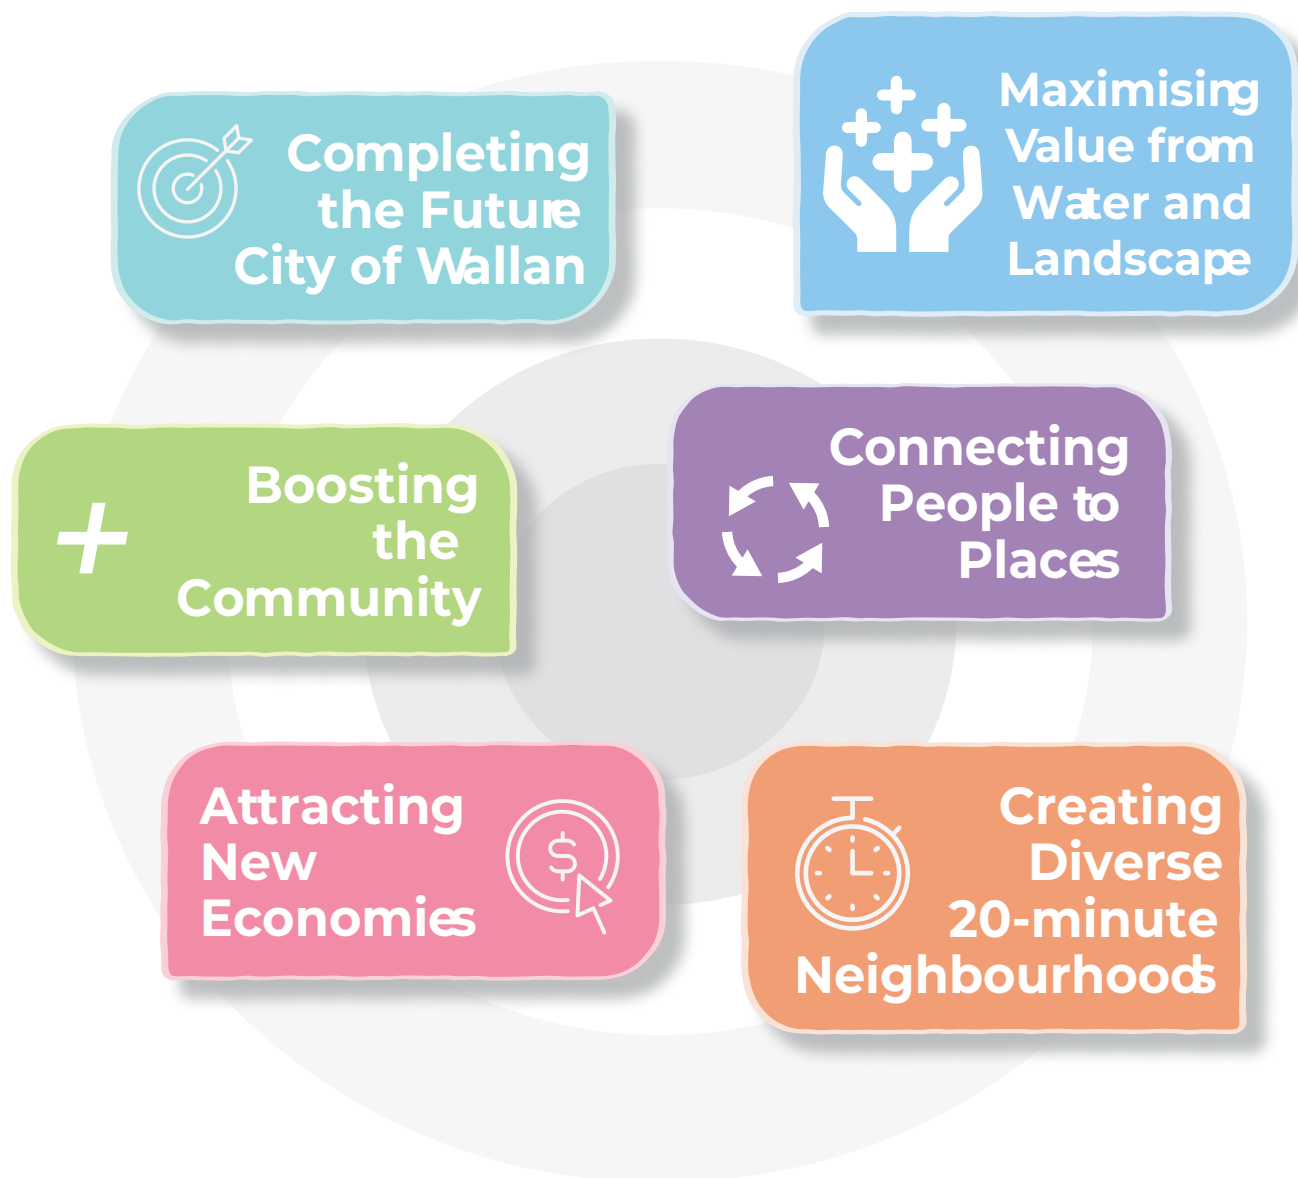 Completing
the Future
City of Wallan
Maximising
Value from
Water and
Landscape
Boosting
the
Community
Connecting
People to
Places
Attracting
New
Economies
$
Creating
Diverse
20-minute
Neighbourhoods